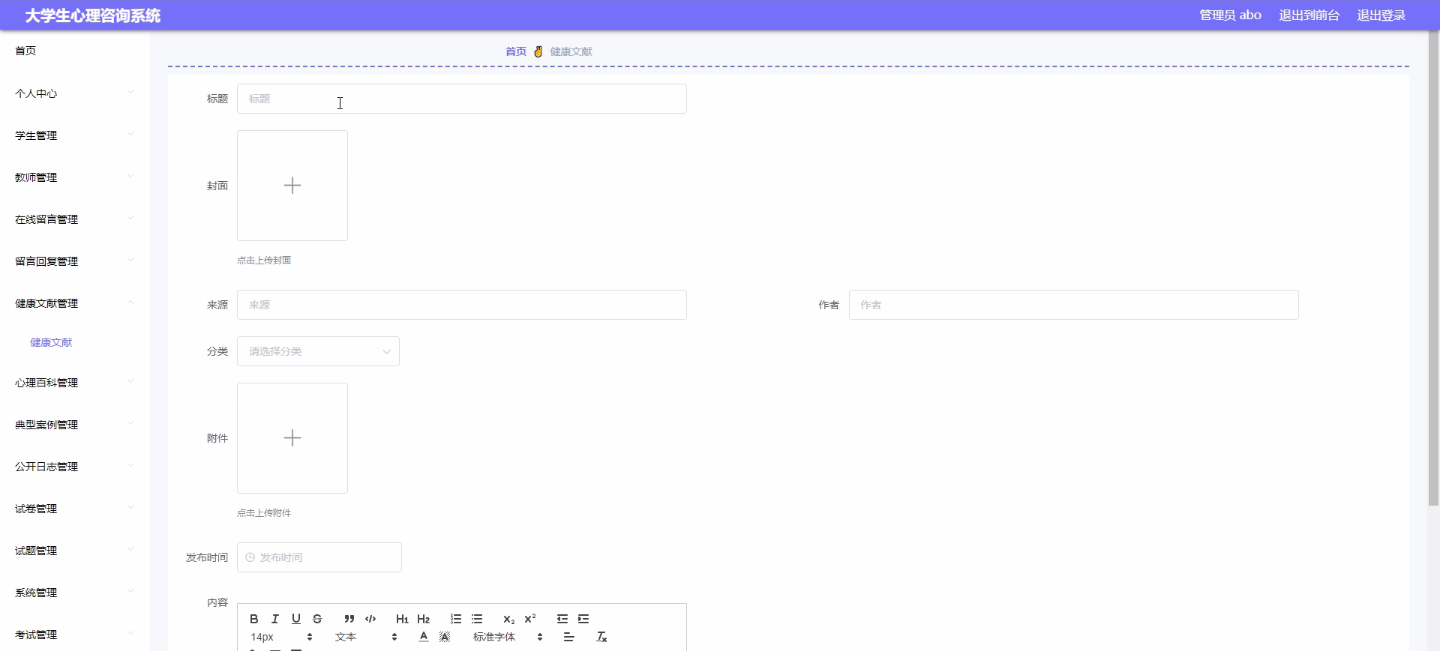 大学生心理咨询系统
管理员 abo 退出到前台 退出登录
首页
个人中心
学生管理
教师管理
在线留言管理
留言回复管理
健康文献管理
健康文献
心理百科管理
典型案例管理
公开日志管理
试卷管理
试题管理
系统管理
考试管理
首页 健康文献
标题 标题
封面
点击上传封面
来源 来源 作者 作者
分类 请选择分类
附件
点击上传附件
发布时间 发布时间
内容
B I U S H1 H2 X2 X2
14px 文本 A A 标准字体 Tx